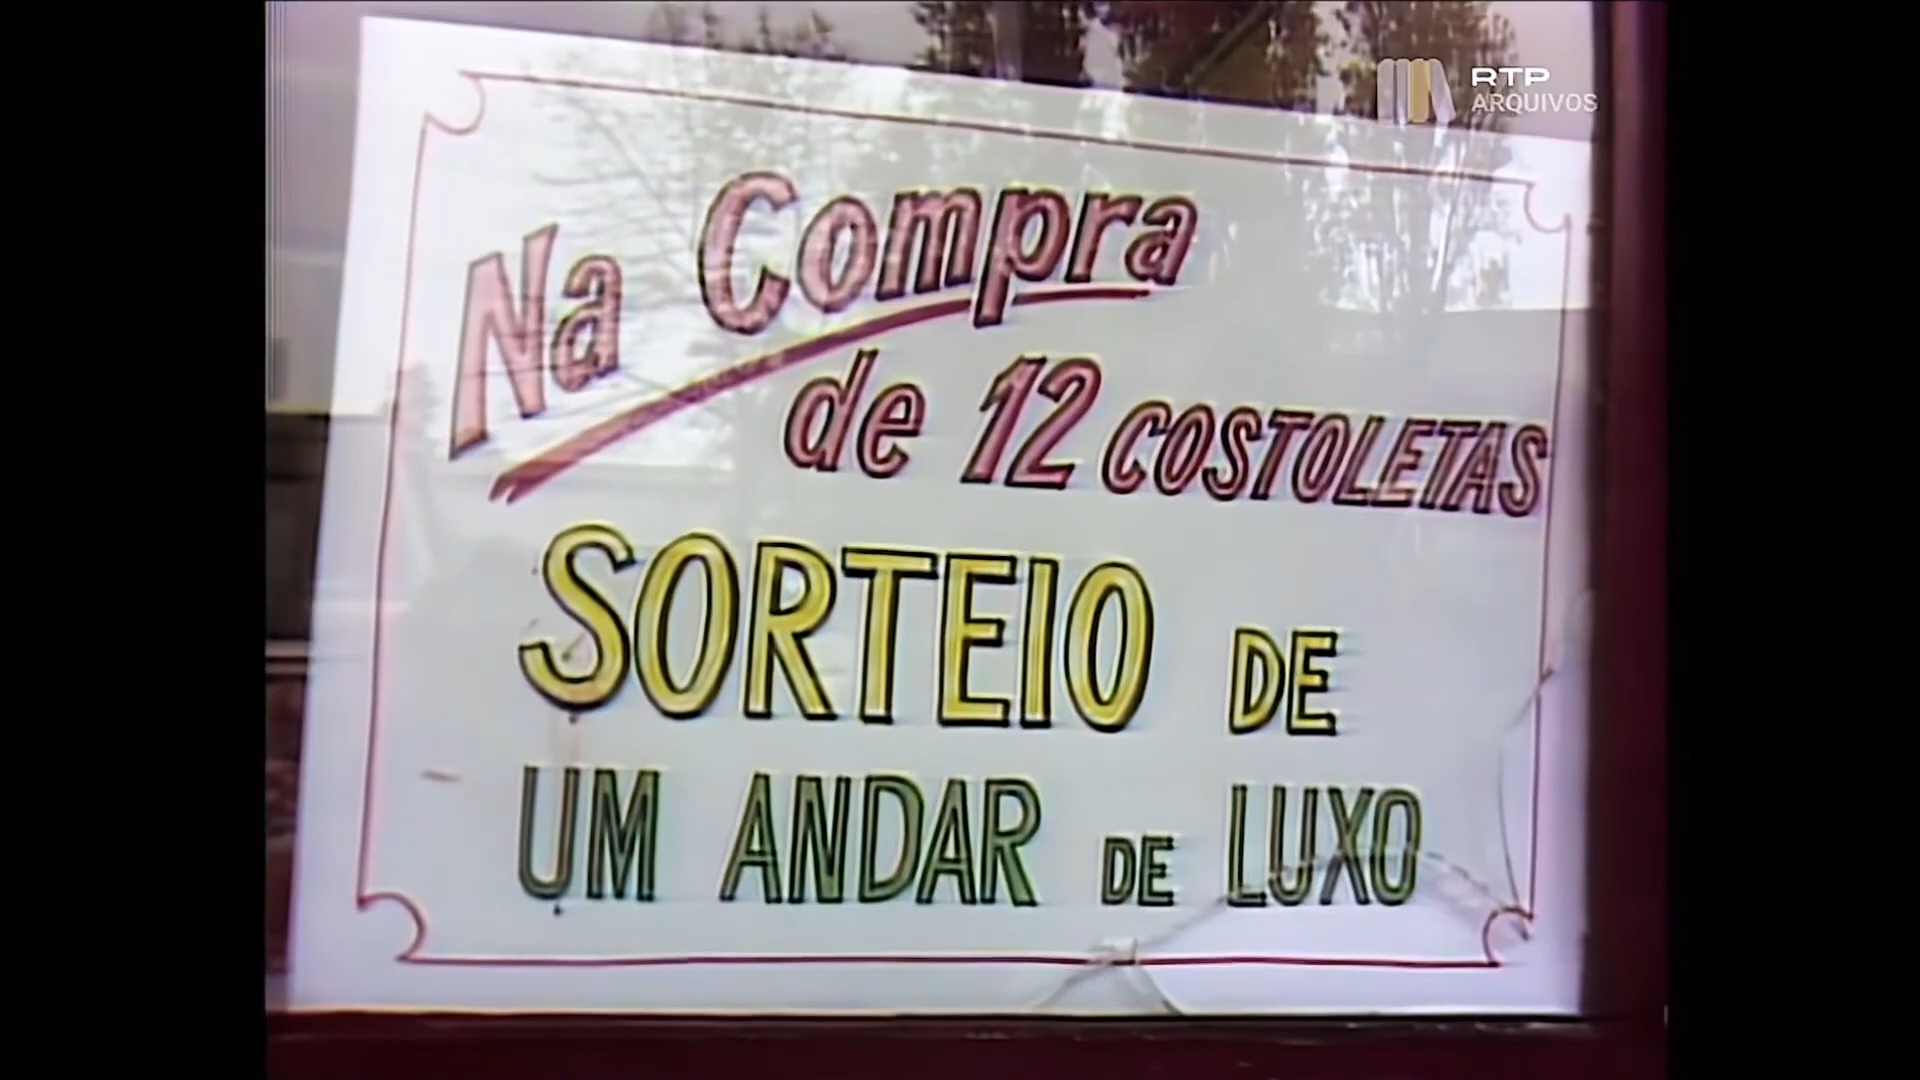 RTP
ARQUIVOS
Na Compra
de 12 COSTOLETAS
SORTEIO DE
UM ANDAR DE LUXO